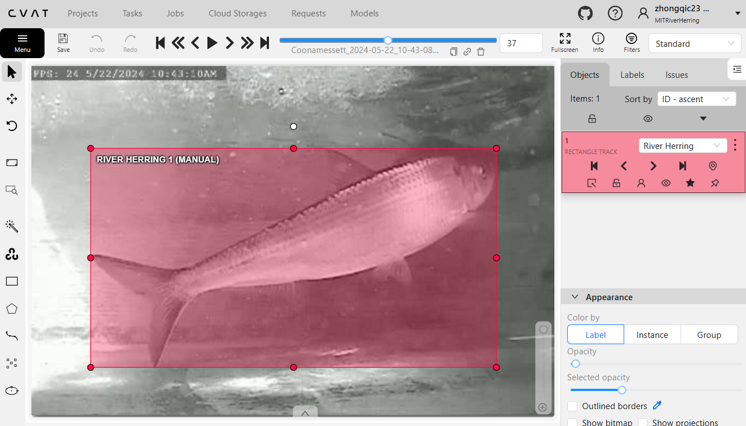 CVAT
Projects
Tasks
Jobs
Cloud Storages
Requests
Models
zhongqic23 ...
MITRiverHerring
Menu
Save
Undo
Redo
Coonamessett_2024-05-22_10-43-08...
37
Fullscreen
Info
Filters
Standard
FPS: 24 5/22/2024 10:43:10AM
RIVER HERRING 1 (MANUAL)
Objects
Labels
Issues
Items: 1
Sort by
ID - ascent
1
RECTANGLE TRACK
River Herring
Appearance
Color by
Label
Instance
Group
Opacity
Selected opacity
Outlined borders
Show bitmap
Show projections